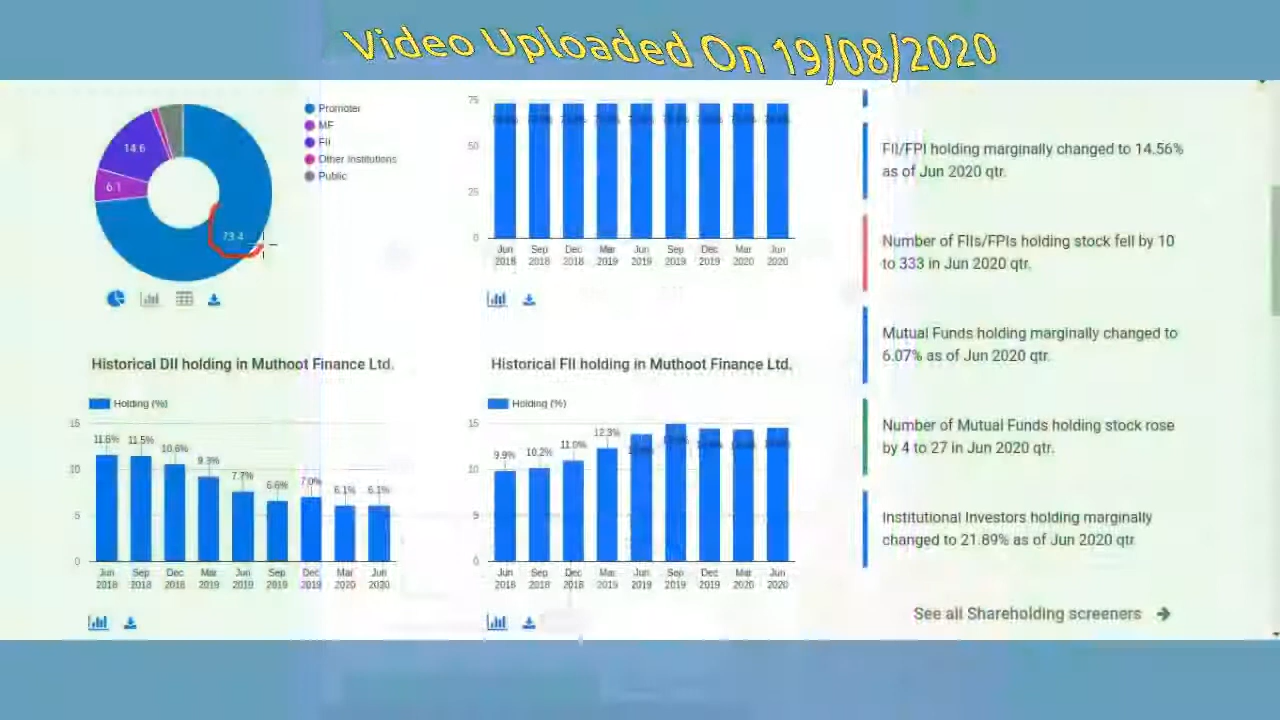 Video Uploaded On 19/08/2020
Promoter
MF
FII
Other Institutions
Public
14.6
6.1
73.4
75
50
25
0
Jun 2018
Sep 2018
Dec 2018
Mar 2019
Jun 2019
Sep 2019
Dec 2019
Mar 2020
Jun 2020
FII/FPI holding marginally changed to 14.56%
as of Jun 2020 qtr.
Number of FIIs/FPIs holding stock fell by 10
to 333 in Jun 2020 qtr.
Mutual Funds holding marginally changed to
6.07% as of Jun 2020 qtr.
Number of Mutual Funds holding stock rose
by 4 to 27 in Jun 2020 qtr.
Institutional Investors holding marginally
changed to 21.89% as of Jun 2020 qtr
See all Shareholding screeners
Historical DII holding in Muthoot Finance Ltd.
Holding (%)
15
10
5
0
11.6%
11.5%
10.6%
9.3%
7.7%
6.6%
7.0%
6.1%
6.1%
Jun 2018
Sep 2018
Dec 2018
Mar 2019
Jun 2019
Sep 2019
Dec 2019
Mar 2020
Jun 2020
Historical FII holding in Muthoot Finance Ltd.
Holding (%)
15
10
5
0
9.9%
10.2%
11.0%
12.3%
Jun 2018
Sep 2018
Dec 2018
Mar 2019
Jun 2019
Sep 2019
Dec 2019
Mar 2020
Jun 2020